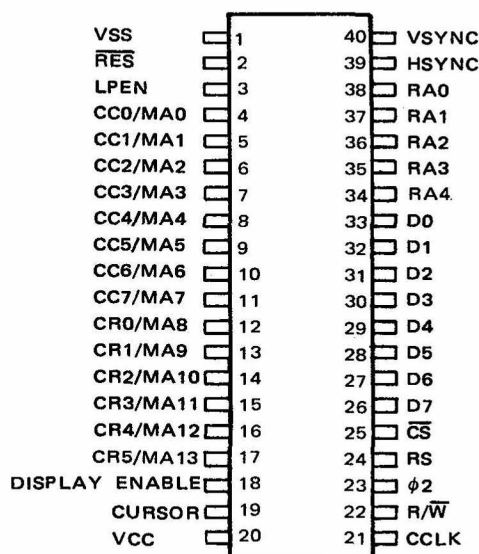 VSS 1 40 VSYNC
RES 2 39 HSYNC
LPEN 3 38 RA0
CC0/MA0 4 37 RA1
CC1/MA1 5 36 RA2
CC2/MA2 6 35 RA3
CC3/MA3 7 34 RA4
CC4/MA4 8 33 D0
CC5/MA5 9 32 D1
CC6/MA6 10 31 D2
CC7/MA7 11 30 D3
CR0/MA8 12 29 D4
CR1/MA9 13 28 D5
CR2/MA10 14 27 D6
CR3/MA11 15 26 D7
CR4/MA12 16 25 CS
CR5/MA13 17 24 RS
DISPLAY ENABLE 18 23 ϕ2
CURSOR 19 22 R/W
VCC 20 21 CCLK